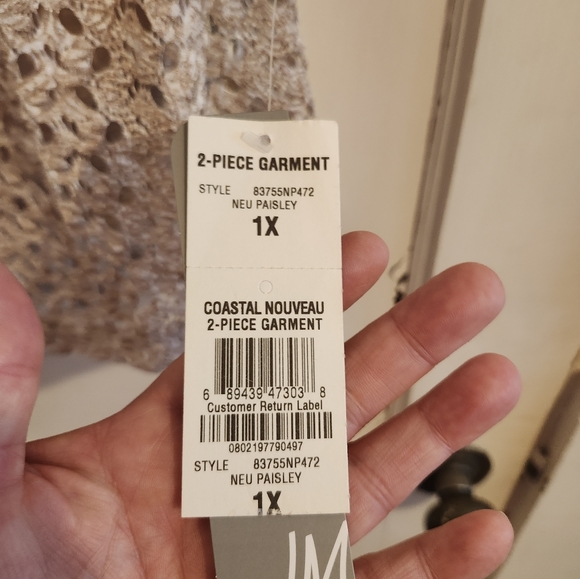 2-PIECE GARMENT
STYLE 83755NP472
NEU PAISLEY
1X
COASTAL NOUVEAU
2-PIECE GARMENT
6 89439 47303 8
Customer Return Label
0802197790497
STYLE 83755NP472
NEU PAISLEY
1X